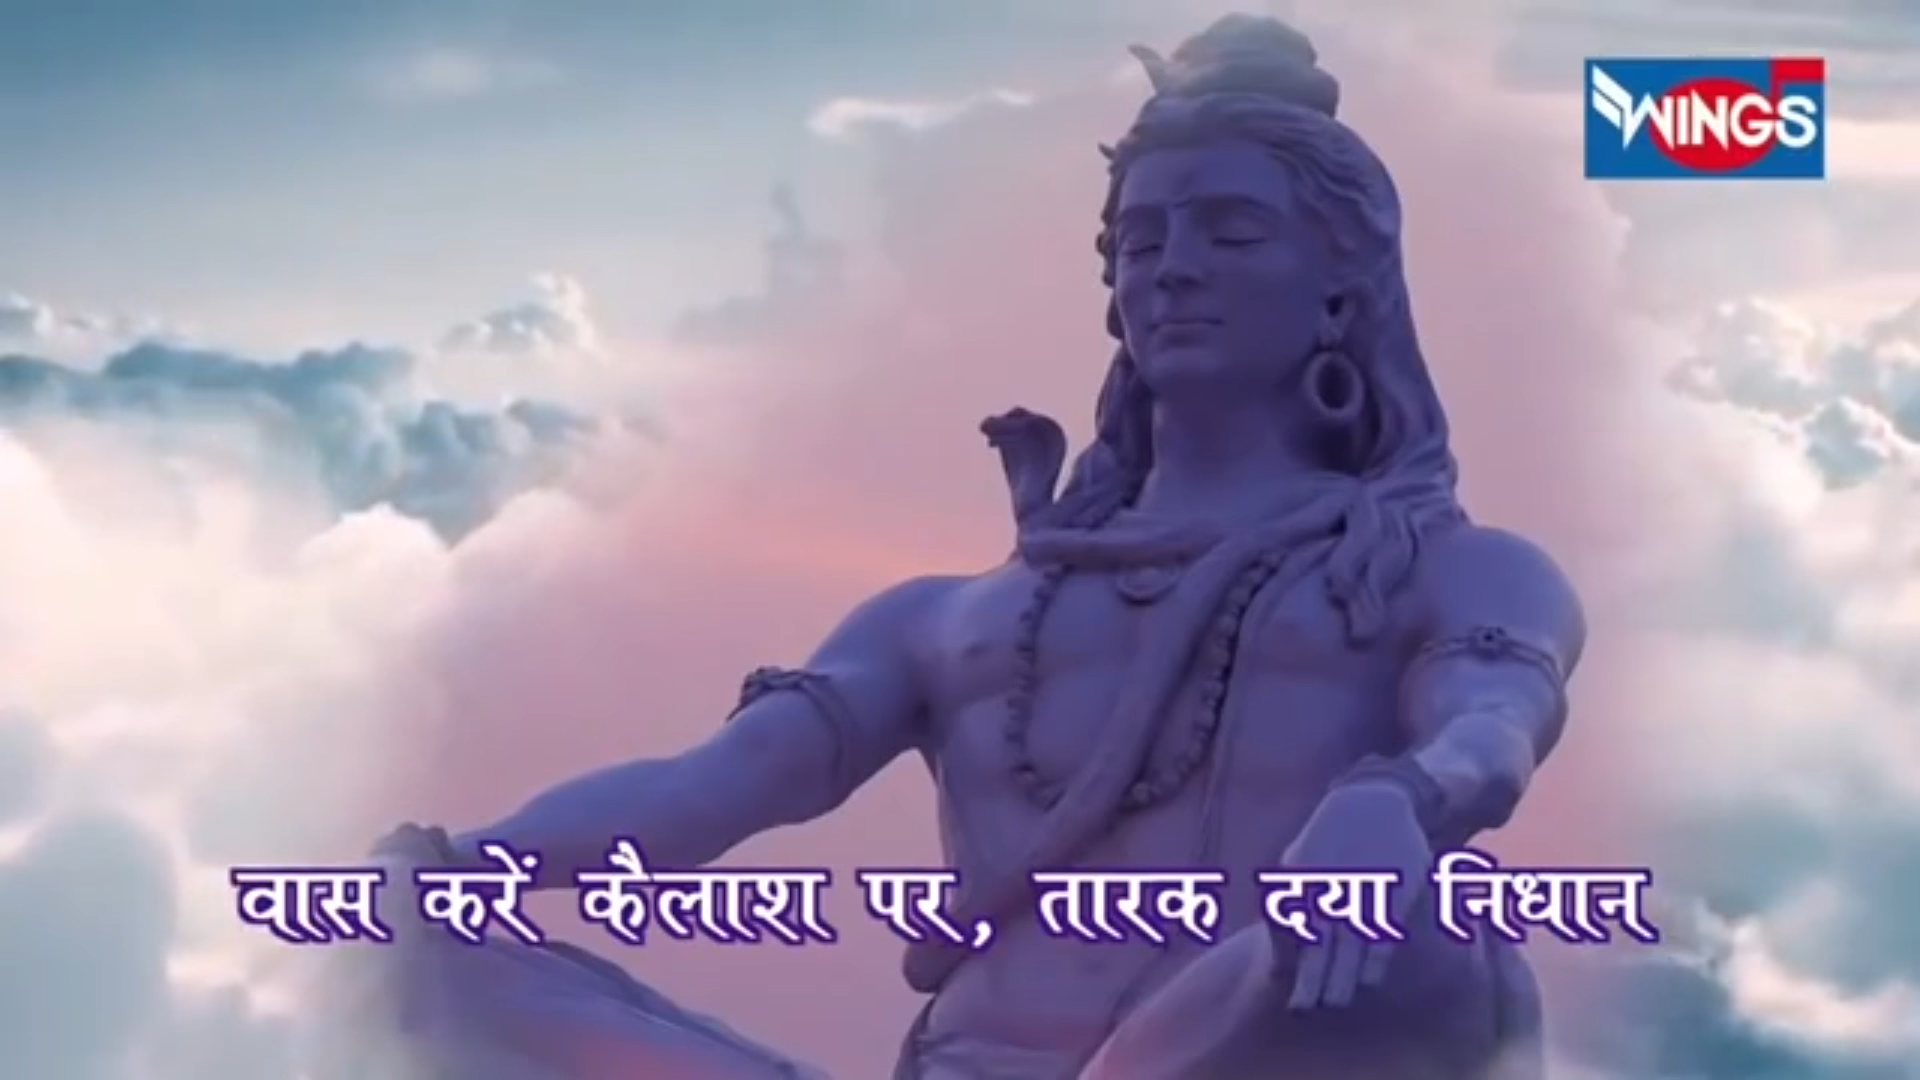 WINGS
वास करें कैलाश पर, तारक दया निधान